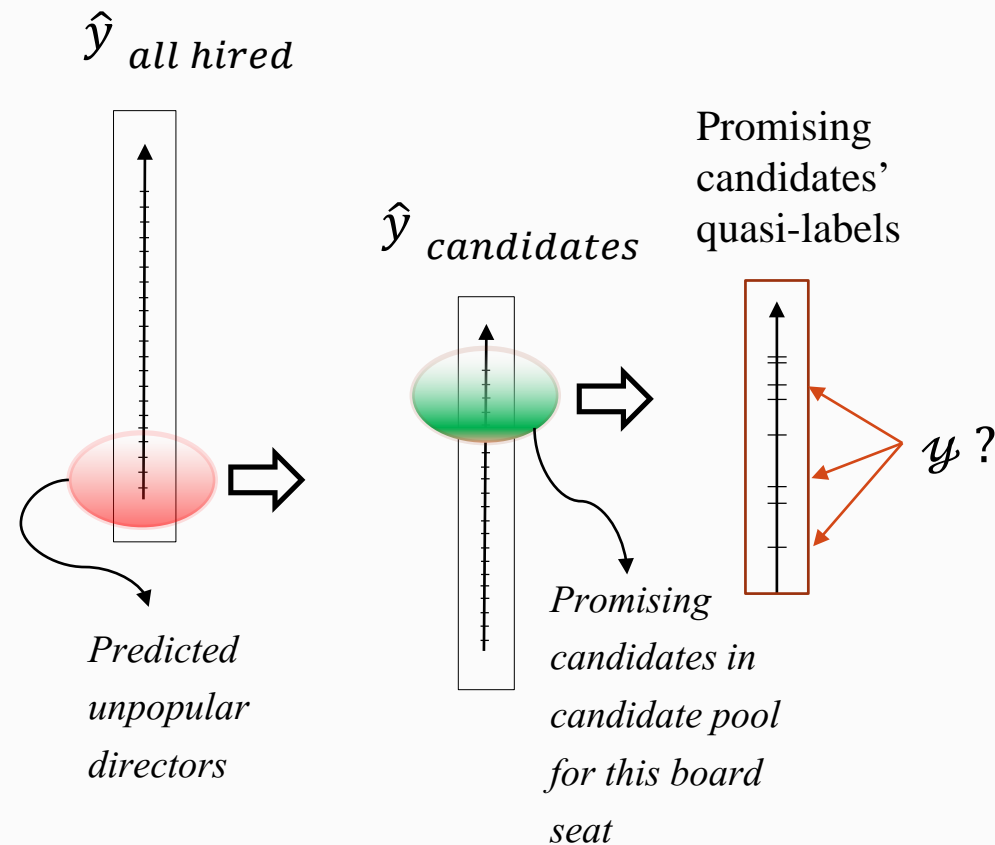 ŷ all hired
Predicted
unpopular
directors
ŷ candidates
Promising
candidates in
candidate pool
for this board
seat
Promising
candidates’
quasi-labels
𝓎 ?